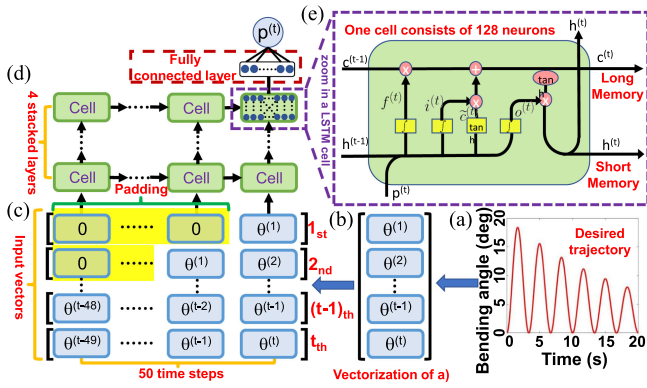 (e)
One cell consists of 128 neurons
p(t)
Fully
connected layer
zoom in a
LSTM cell
(d)
4 stacked layers
Cell
Cell
Cell
Cell
Cell
c(t-1)
c(t)
Long
Memory
h(t)
tan
h
f(t)
i(t)
c̃(t)
o(t)
x
+
x
x
tan
h
h(t-1)
h(t)
Short
Memory
p(t)
Padding
(c)
Input vectors
0 ...... 0 θ(1) 1st
0 ...... θ(1) θ(2) 2nd
θ(t-48) ...... θ(t-2) θ(t-1) (t-1)th
θ(t-49) ...... θ(t-1) θ(t) tth
50 time steps
(b)
θ(1)
θ(2)
θ(t-1)
θ(t)
Vectorization of a)
(a)
Desired
trajectory
Bending angle (deg)
20
15
10
5
0
0 5 10 15 20
Time (s)